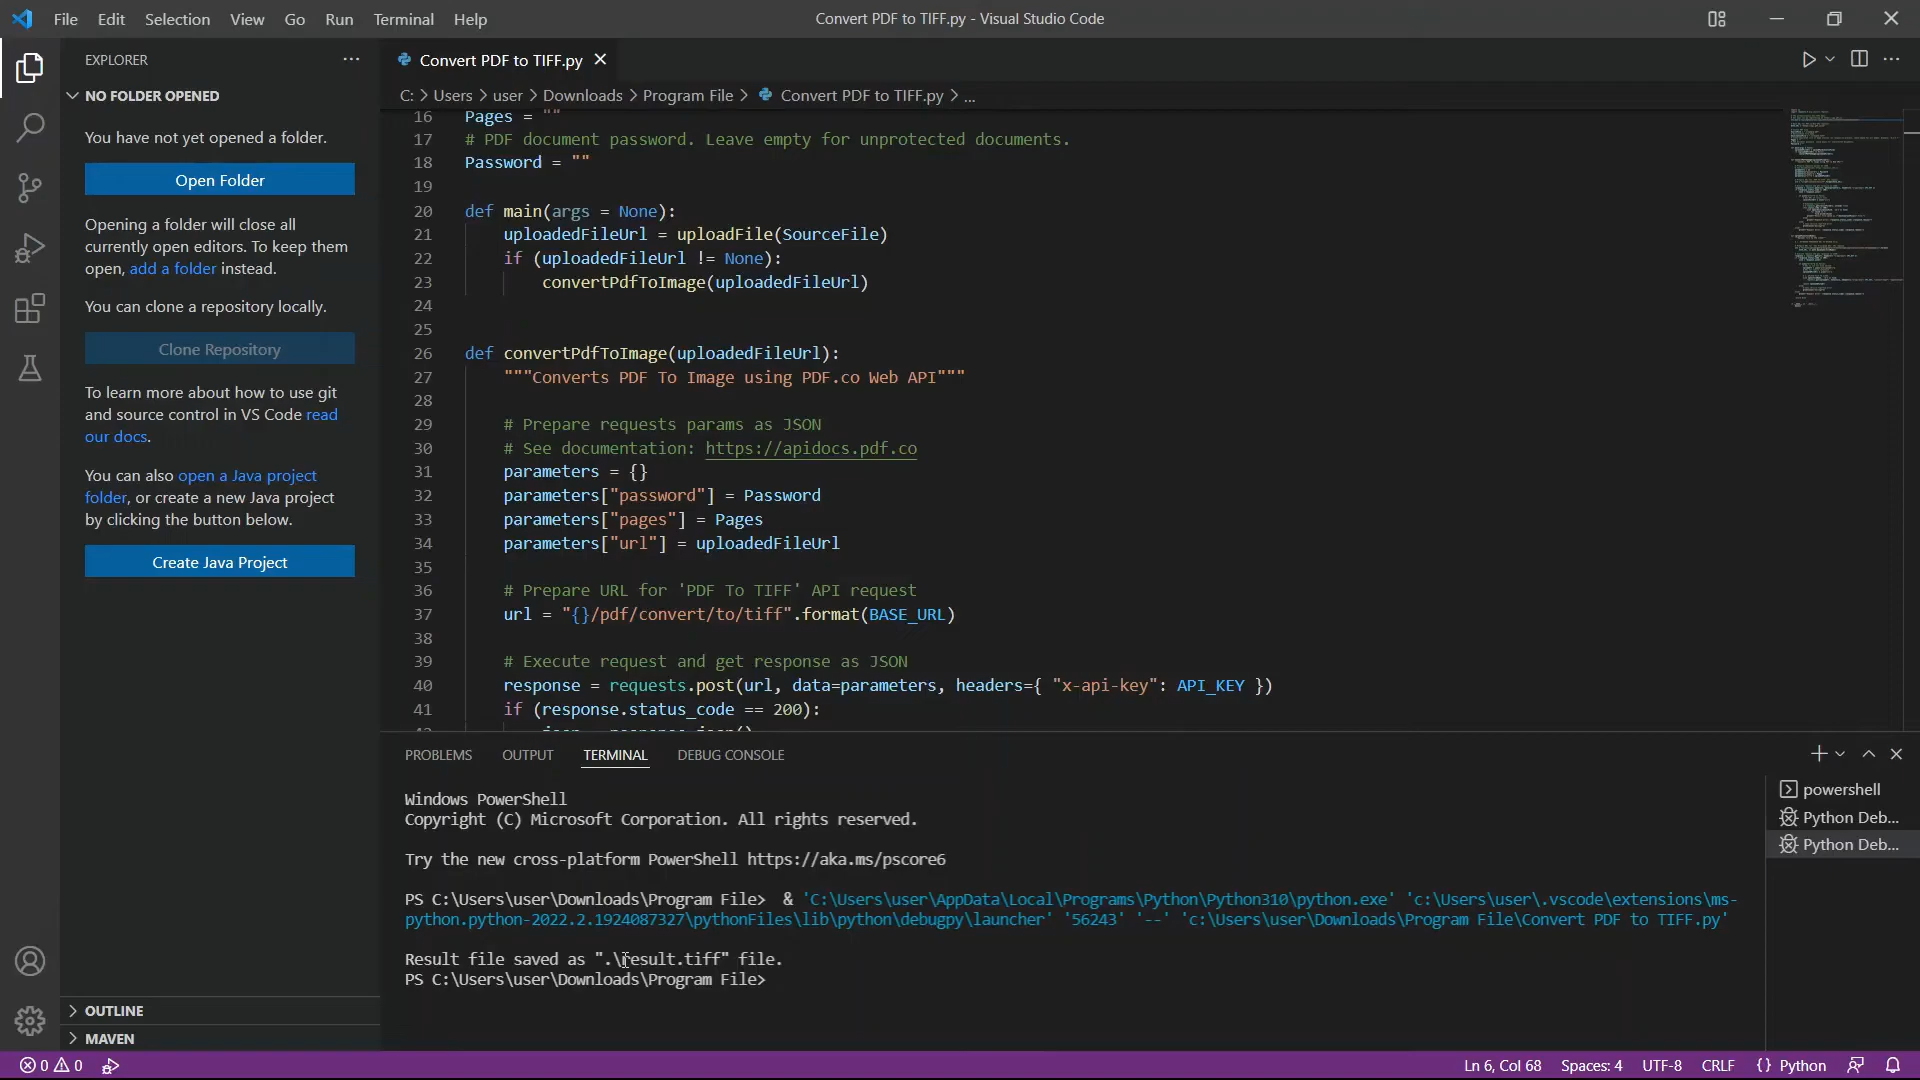 File Edit Selection View Go Run Terminal Help
Convert PDF to TIFF.py - Visual Studio Code
EXPLORER
NO FOLDER OPENED
You have not yet opened a folder.
Open Folder
Opening a folder will close all
currently open editors. To keep them
open, add a folder instead.
You can clone a repository locally.
Clone Repository
To learn more about how to use git
and source control in VS Code read
our docs.
You can also open a Java project
folder, or create a new Java project
by clicking the button below.
Create Java Project
OUTLINE
MAVEN
Convert PDF to TIFF.py
C: > Users > user > Downloads > Program File > Convert PDF to TIFF.py > ...
16 Pages = ""
17 # PDF document password. Leave empty for unprotected documents.
18 Password = ""
19
20 def main(args = None):
21 uploadedFileUrl = uploadFile(SourceFile)
22 if (uploadedFileUrl != None):
23 convertPdfToImage(uploadedFileUrl)
24
25
26 def convertPdfToImage(uploadedFileUrl):
27 """Converts PDF To Image using PDF.co Web API"""
28
29 # Prepare requests params as JSON
30 # See documentation: https://apidocs.pdf.co
31 parameters = {}
32 parameters["password"] = Password
33 parameters["pages"] = Pages
34 parameters["url"] = uploadedFileUrl
35
36 # Prepare URL for 'PDF To TIFF' API request
37 url = "{}/pdf/convert/to/tiff".format(BASE_URL)
38
39 # Execute request and get response as JSON
40 response = requests.post(url, data=parameters, headers={ "x-api-key": API_KEY })
41 if (response.status_code == 200):
PROBLEMS OUTPUT TERMINAL DEBUG CONSOLE
Windows PowerShell
Copyright (C) Microsoft Corporation. All rights reserved.
Try the new cross-platform PowerShell https://aka.ms/pscore6
PS C:\Users\user\Downloads\Program File> & 'C:\Users\user\AppData\Local\Programs\Python\Python310\python.exe' 'c:\Users\user\.vscode\extensions\ms-
python.python-2022.2.1924087327\pythonFiles\lib\python\debugpy\launcher' '56243' '--' 'c:\Users\user\Downloads\Program File\Convert PDF to TIFF.py'
Result file saved as ".\result.tiff" file.
PS C:\Users\user\Downloads\Program File>
powershell
Python Deb...
Python Deb...
0 0
Ln 6, Col 68 Spaces: 4 UTF-8 CRLF {} Python